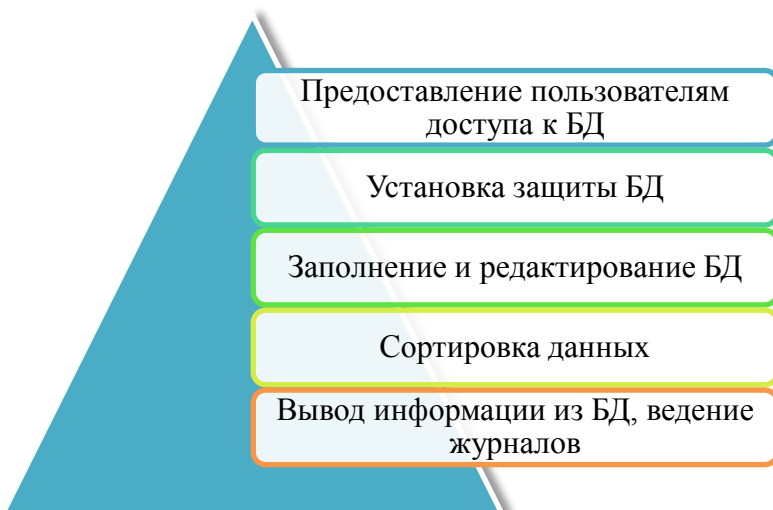 Предоставление пользователям
доступа к БД
Установка защиты БД
Заполнение и редактирование БД
Сортировка данных
Вывод информации из БД, ведение
журналов